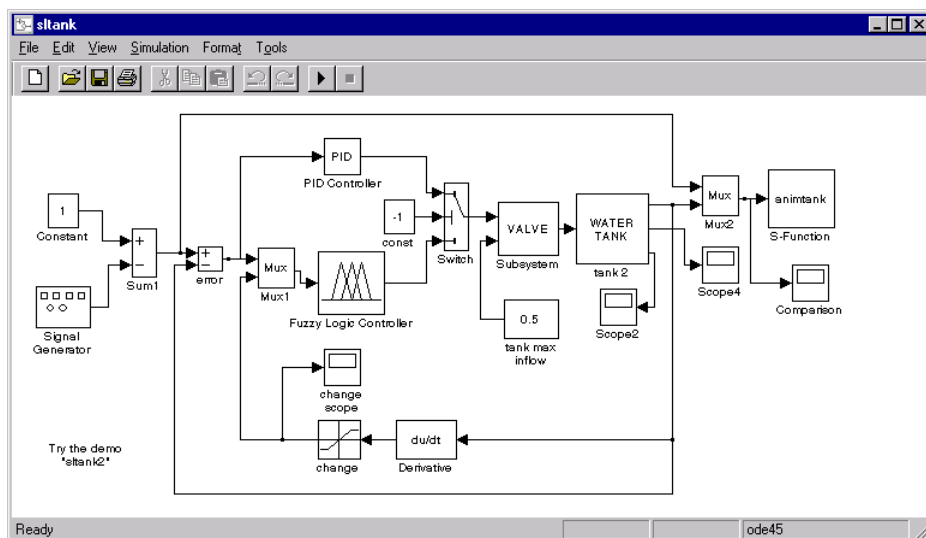 sltank
File Edit View Simulation Format Tools
PID
PID Controller
1
Constant
-1
const
Switch
VALVE
Subsystem
WATER
TANK
tank 2
Mux
Mux2
animtank
S-Function
+
−
Sum1
+
−
error
Mux
Mux1
Fuzzy Logic Controller
Signal
Generator
0.5
tank max
inflow
Scope2
Scope4
Comparison
change
scope
change
du/dt
Derivative
Try the demo
"sltank2"
Ready
ode45